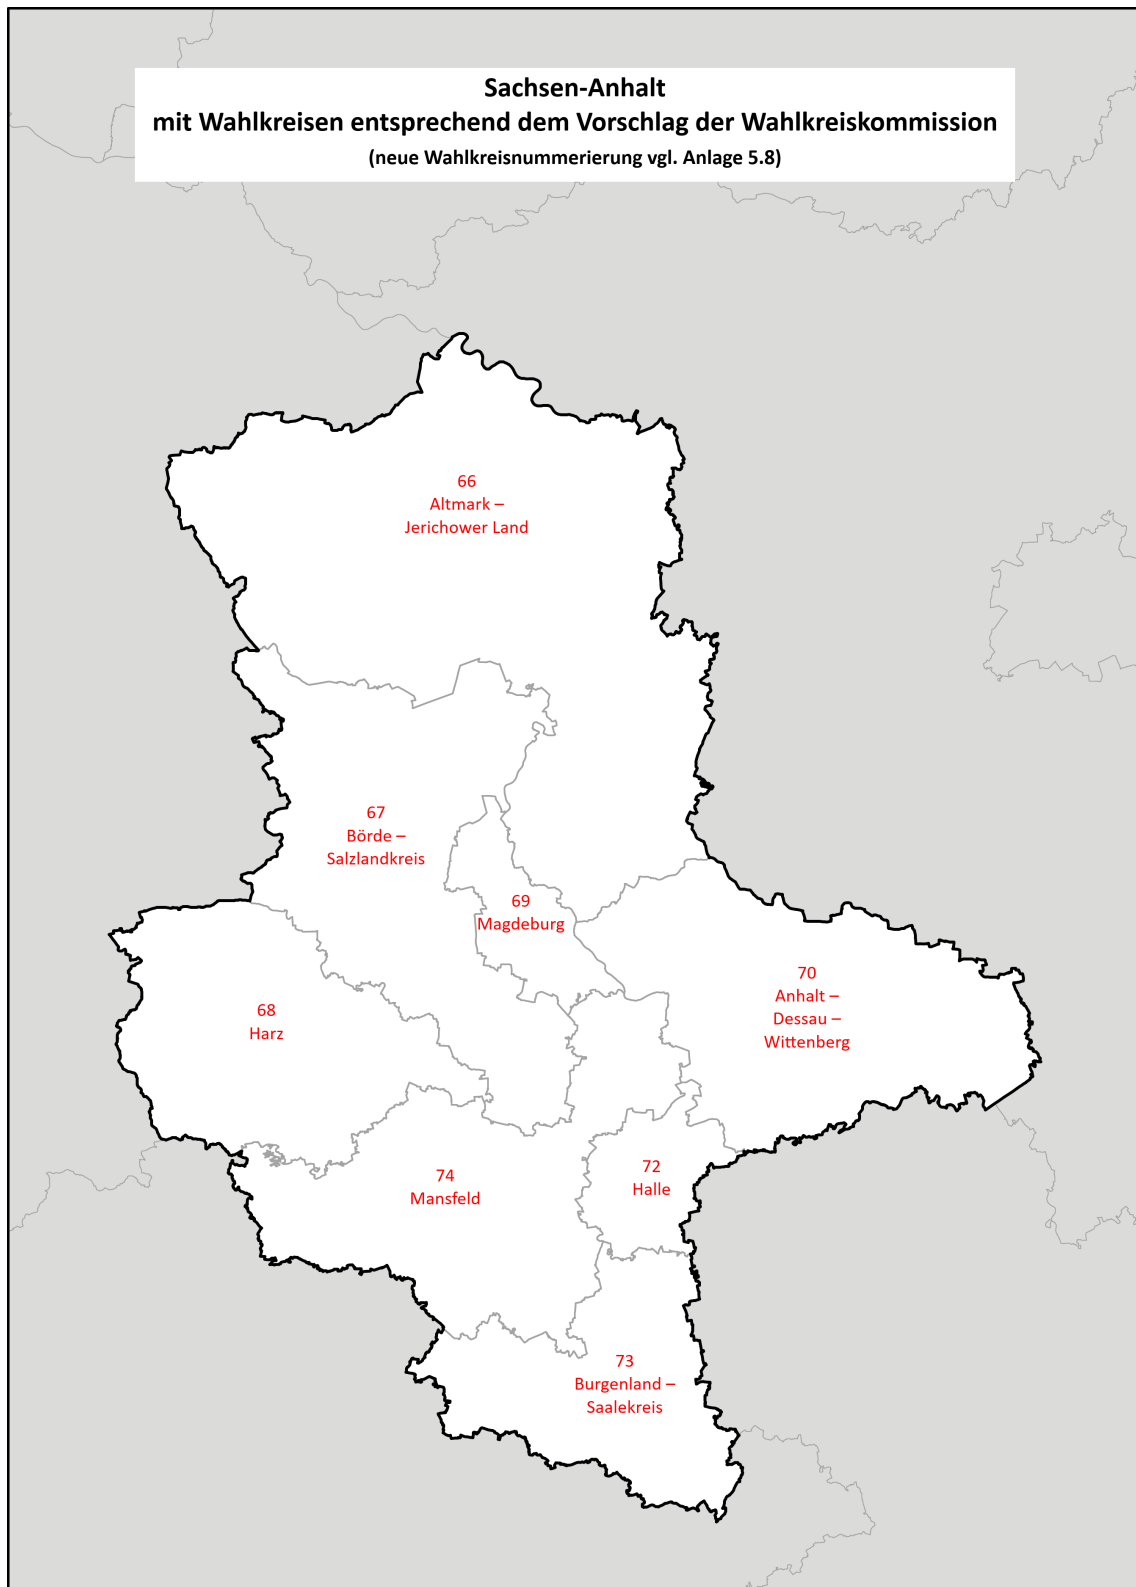 Sachsen-Anhalt
mit Wahlkreisen entsprechend dem Vorschlag der Wahlkreiskommission
(neue Wahlkreisnummerierung vgl. Anlage 5.8)
66
Altmark –
Jerichower Land
67
Börde –
Salzlandkreis
69
Magdeburg
70
Anhalt –
Dessau –
Wittenberg
68
Harz
74
Mansfeld
72
Halle
73
Burgenland –
Saalekreis